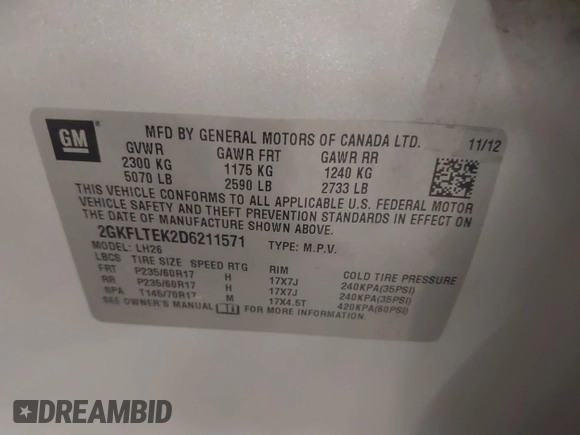 GM ®
MFD BY GENERAL MOTORS OF CANADA LTD. 11/12
GVWR GAWR FRT GAWR RR
2300 KG 1175 KG 1240 KG
5070 LB 2590 LB 2733 LB
THIS VEHICLE CONFORMS TO ALL APPLICABLE U.S. FEDERAL MOTOR
VEHICLE SAFETY AND THEFT PREVENTION STANDARDS IN EFFECT ON
THE DATE OF MANUFACTURE SHOWN ABOVE.
2GKFLTEK2D6211571 TYPE: M.P.V.
MODEL: LH26
LBCS TIRE SIZE SPEED RTG RIM COLD TIRE PRESSURE
FRT P235/60R17 H 17X7J 240KPA(35PSI)
RR P235/60R17 H 17X7J 240KPA(35PSI)
SPA T145/70R17 M 17X4.5T 420KPA(60PSI)
SEE OWNER'S MANUAL FOR MORE INFORMATION.
DREAMBID